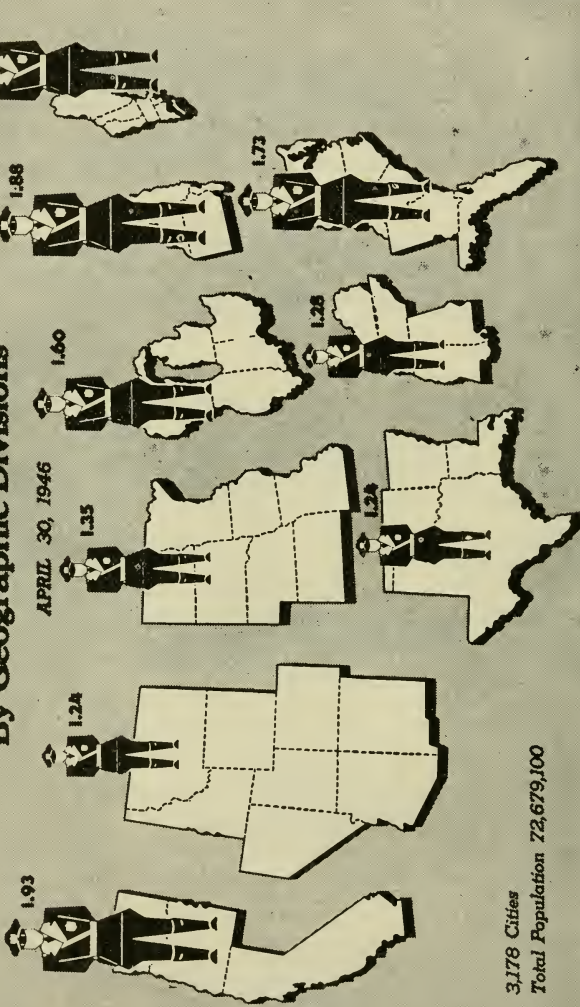 By Geographic Divisions
APRIL 30, 1946
1.93
1.24
1.35
1.60
1.88
1.24
1.28
1.73
3,178 Cities
Total Population 72,679,100